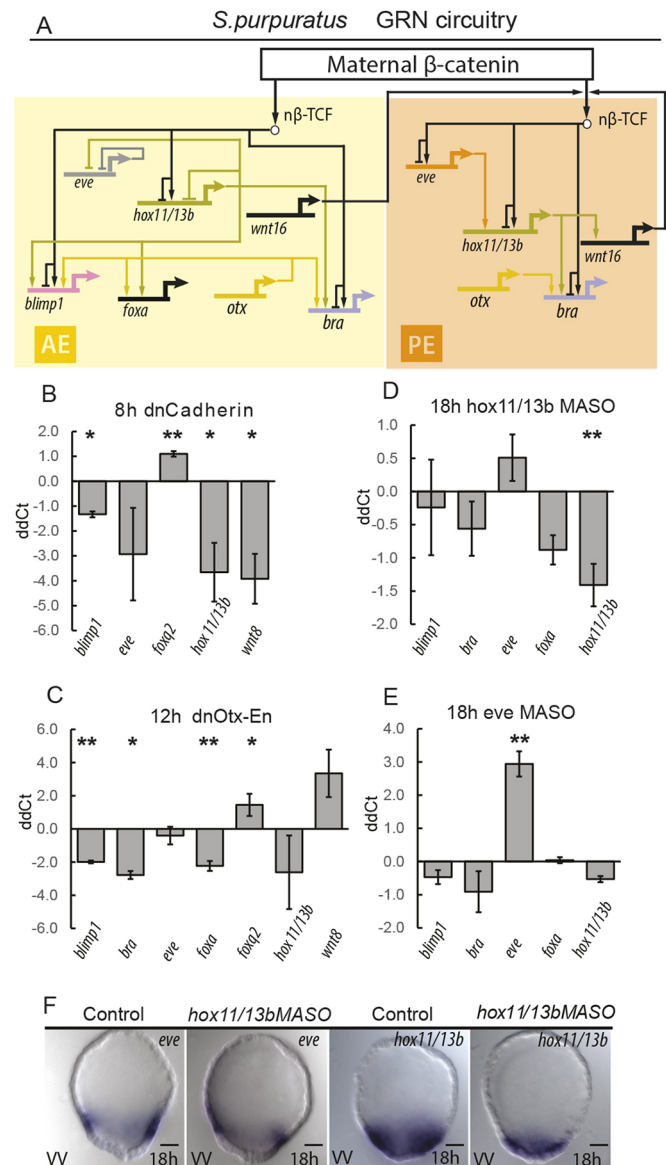 A
S.purpuratus GRN circuitry
Maternal β-catenin
nβ-TCF
nβ-TCF
eve
hox11/13b
wnt16
blimp1
foxa
otx
bra
AE
eve
hox11/13b
wnt16
otx
bra
PE
B
8h dnCadherin
* ** * *
ddCt
2.0
1.0
0.0
-1.0
-2.0
-3.0
-4.0
-5.0
-6.0
blimp1
eve
foxq2
hox11/13b
wnt8
D
18h hox11/13b MASO
**
ddCt
1.0
0.5
0.0
-0.5
-1.0
-1.5
-2.0
blimp1
bra
eve
foxa
hox11/13b
C
12h dnOtx-En
** * ** *
ddCt
6.0
4.0
2.0
0.0
-2.0
-4.0
-6.0
blimp1
bra
eve
foxa
foxq2
hox11/13b
wnt8
E
18h eve MASO
**
ddCt
4.0
3.0
2.0
1.0
0.0
-1.0
-2.0
blimp1
bra
eve
foxa
hox11/13b
F
Control hox11/13bMASO Control hox11/13bMASO
eve eve hox11/13b hox11/13b
VV 18h VV 18h VV 18h VV 18h